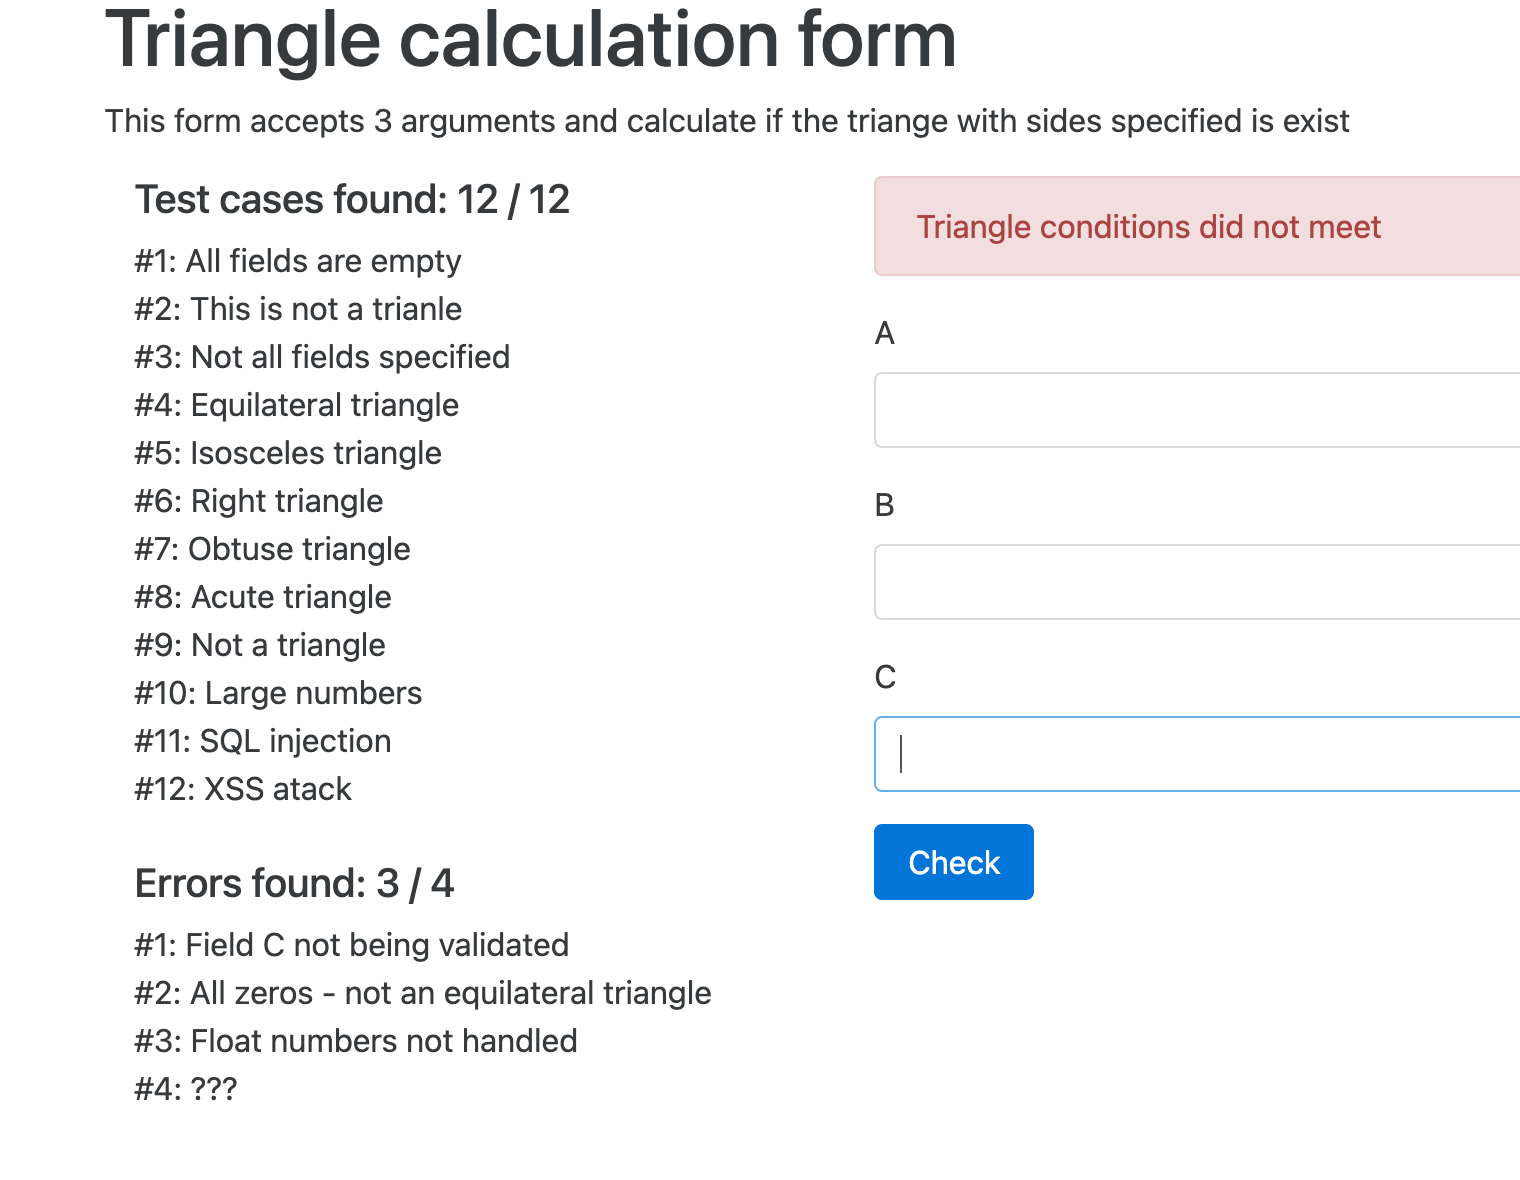 Triangle calculation form
This form accepts 3 arguments and calculate if the triange with sides specified is exist
Test cases found: 12 / 12
#1: All fields are empty
#2: This is not a trianle
#3: Not all fields specified
#4: Equilateral triangle
#5: Isosceles triangle
#6: Right triangle
#7: Obtuse triangle
#8: Acute triangle
#9: Not a triangle
#10: Large numbers
#11: SQL injection
#12: XSS atack
Errors found: 3 / 4
#1: Field C not being validated
#2: All zeros - not an equilateral triangle
#3: Float numbers not handled
#4: ???
Triangle conditions did not meet
A
B
C
Check